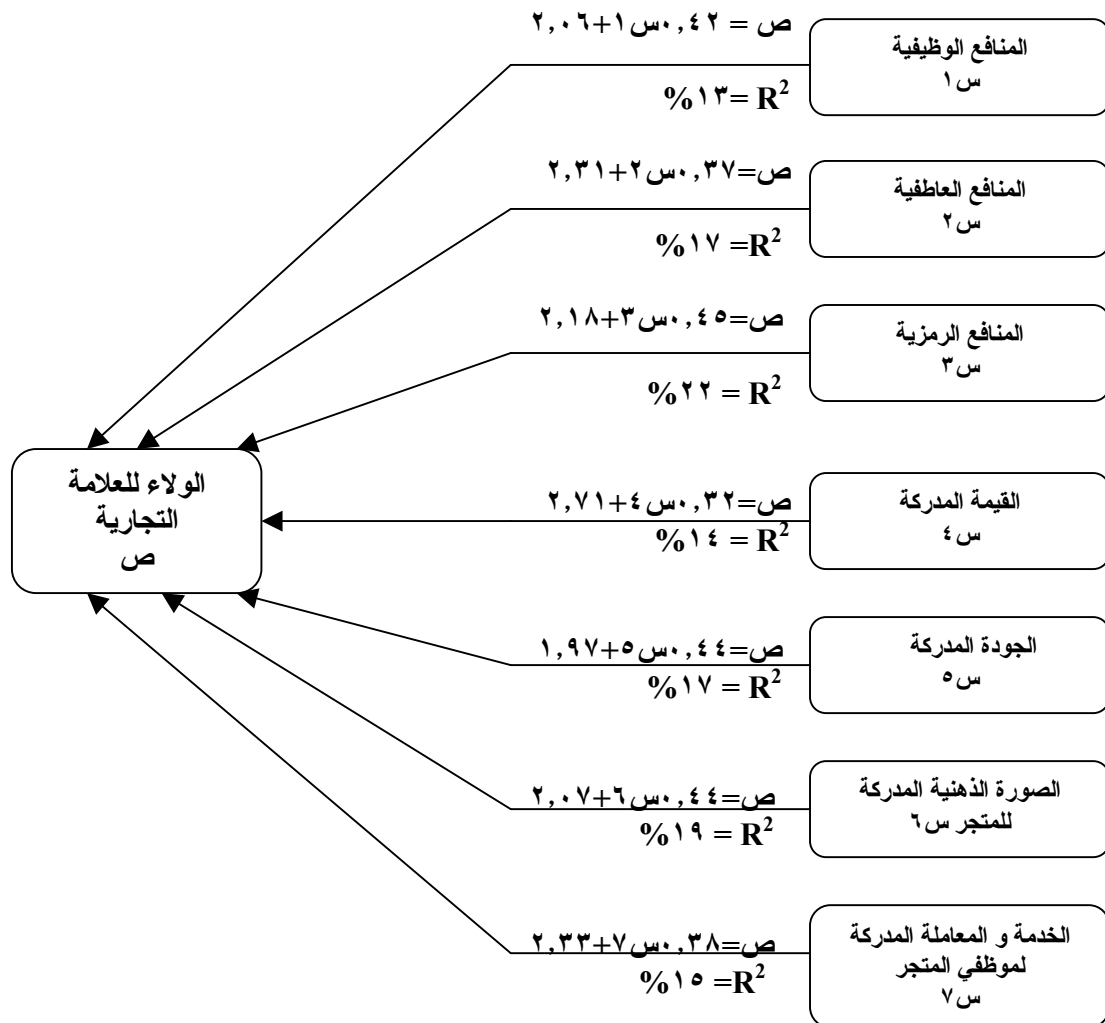 ص = ٠,٤٢س١+٢,٠٦
المنافع الوظيفية
س١
%١٣= R²
ص=٠,٣٧س٢+٢,٣١
المنافع العاطفية
س٢
%١٧ =R²
ص=٠,٤٥س٣+٢,١٨
المنافع الرمزية
س٣
%٢٢ = R²
الولاء للعلامة
التجارية
ص
ص=٠,٣٢س٤+٢,٧١
القيمة المدركة
س٤
%١٤ = R²
ص=٠,٤٤س٥+١,٩٧
الجودة المدركة
س٥
%١٧ = R²
ص=٠,٤٤س٦+٢,٠٧
الصورة الذهنية المدركة
للمتجر س٦
%١٩ = R²
ص=٠,٣٨س٧+٢,٣٣
الخدمة و المعاملة المدركة
لموظفي المتجر
س٧
%١٥ =R²